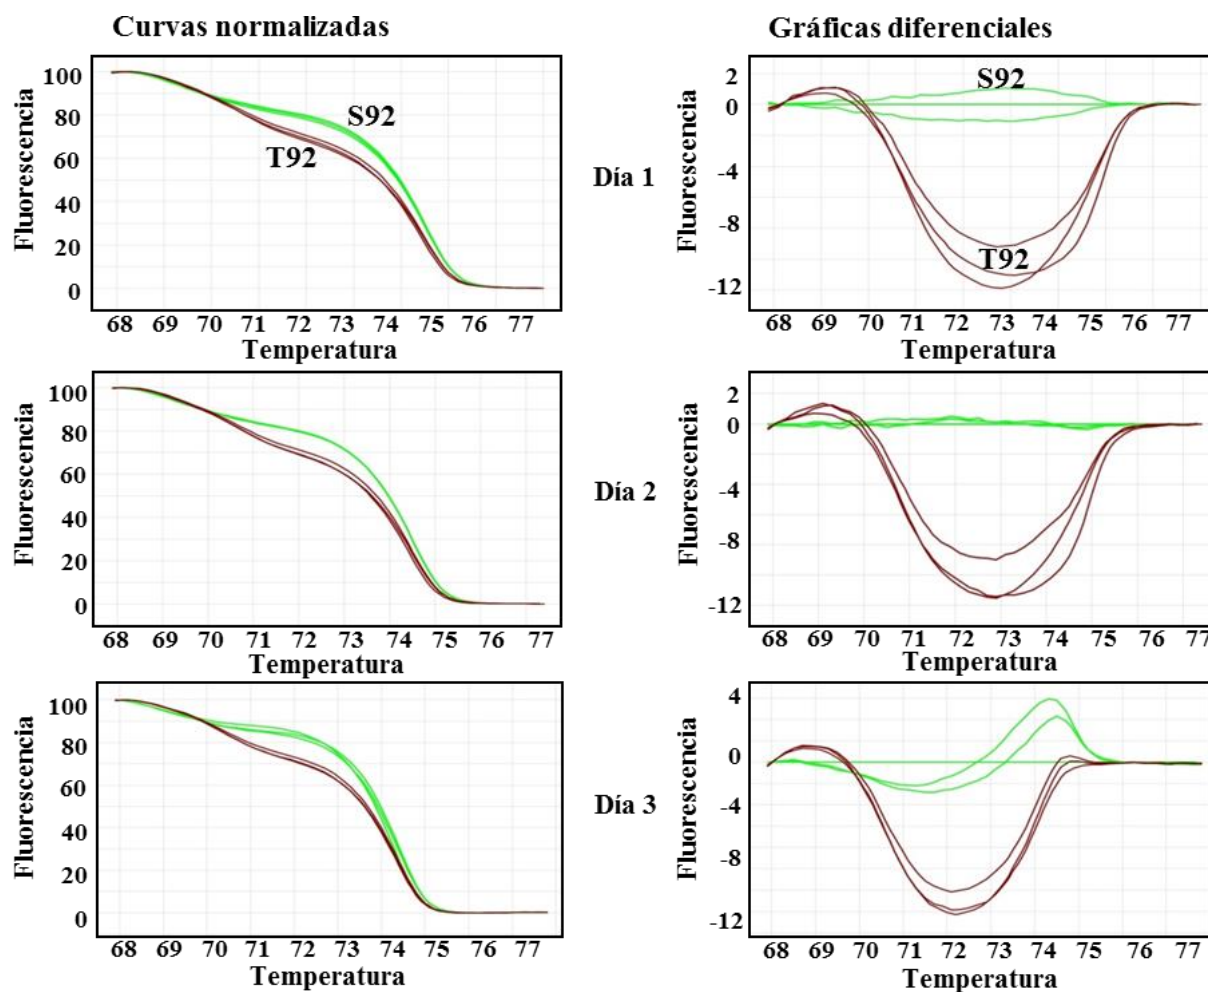 Curvas normalizadas
Gráficas diferenciales
Fluorescencia
100
80
60
40
20
0
S92
T92
68 69 70 71 72 73 74 75 76 77
Temperatura
Día 1
Fluorescencia
2
0
-4
-8
-12
S92
T92
68 69 70 71 72 73 74 75 76 77
Temperatura
Fluorescencia
100
80
60
40
20
0
68 69 70 71 72 73 74 75 76 77
Temperatura
Día 2
Fluorescencia
2
0
-4
-8
-12
68 69 70 71 72 73 74 75 76 77
Temperatura
Fluorescencia
100
80
60
40
20
0
68 69 70 71 72 73 74 75 76 77
Temperatura
Día 3
Fluorescencia
4
0
-4
-8
-12
68 69 70 71 72 73 74 75 76 77
Temperatura